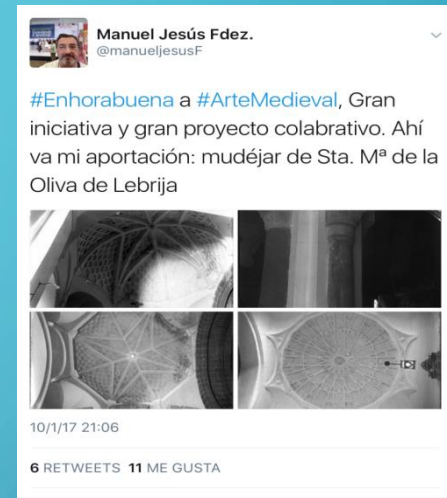 Manuel Jesús Fdez.
@manueljesusF
#Enhorabuena a #ArteMedieval, Gran
iniciativa y gran proyecto colabrativo. Ahí
va mi aportación: mudéjar de Sta. Mª de la
Oliva de Lebrija
10/1/17 21:06
6 RETWEETS 11 ME GUSTA